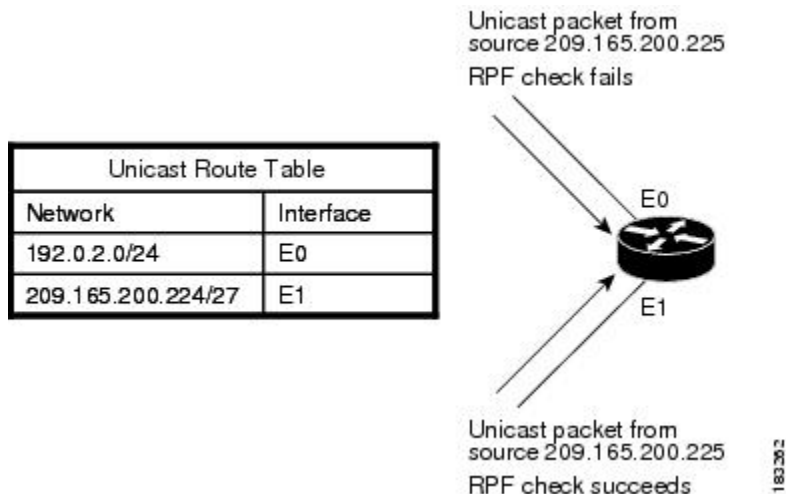 Unicast packet from
source 209.165.200.225
RPF check fails
Unicast Route Table
Network Interface
192.0.2.0/24 E0
209.165.200.224/27 E1
E0
E1
Unicast packet from
source 209.165.200.225
RPF check succeeds
183262